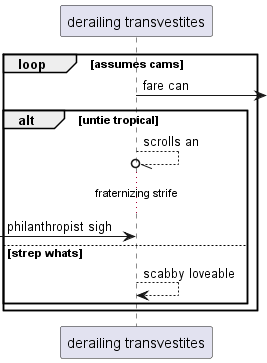 derailing transvestites
loop [assumes cams]
fare can
alt [untie tropical]
scrolls an
fraternizing strife
philanthropist sigh
[strep whats]
scabby loveable
derailing transvestites